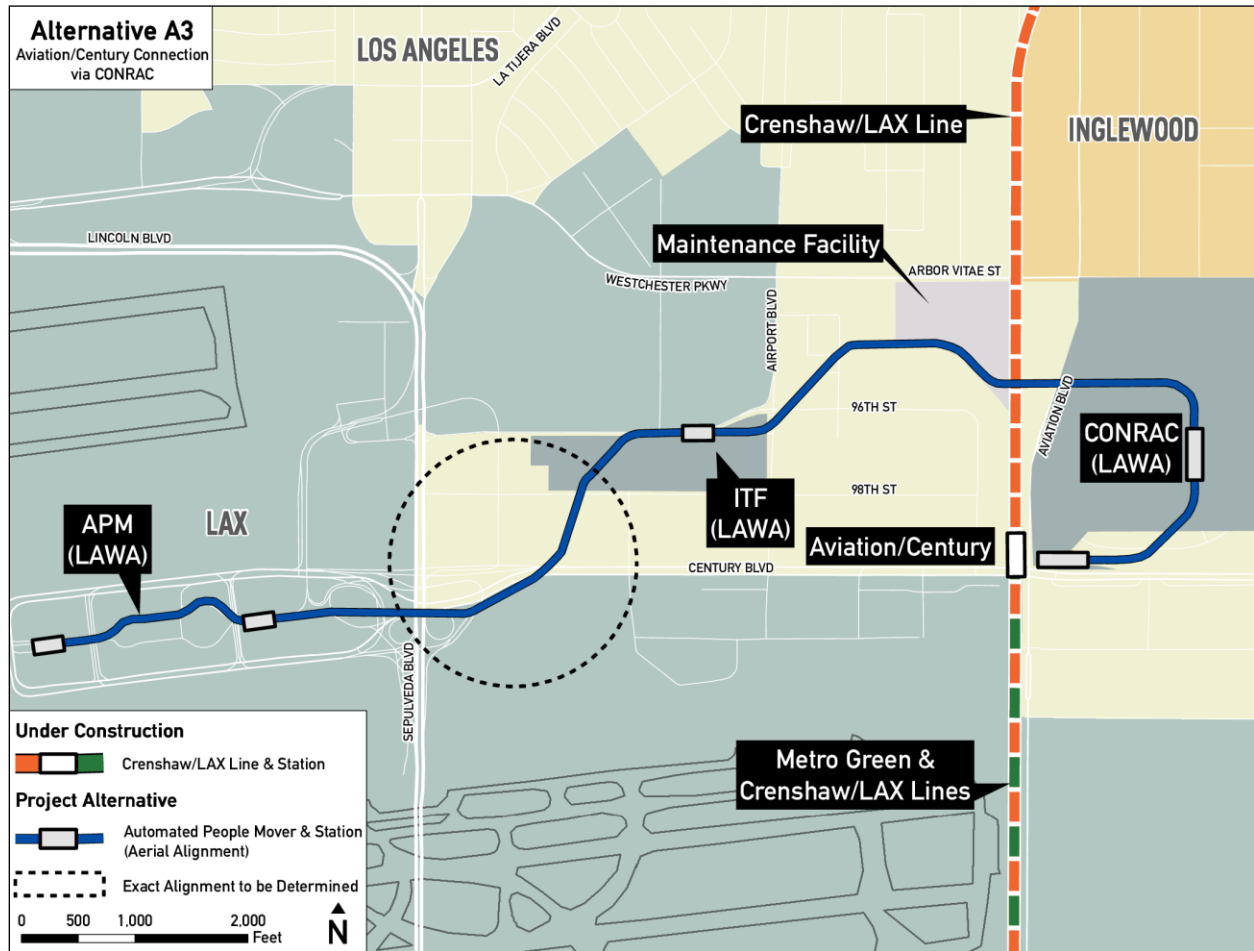 Alternative A3
Aviation/Century Connection
via CONRAC
LOS ANGELES
LA TIJERA BLVD
Crenshaw/LAX Line
INGLEWOOD
LINCOLN BLVD
Maintenance Facility
WESTCHESTER PKWY
ARBOR VITAE ST
AIRPORT BLVD
96TH ST
AVIATION BLVD
CONRAC
(LAWA)
98TH ST
ITF
(LAWA)
APM
(LAWA)
LAX
Aviation/Century
CENTURY BLVD
SEPULVEDA BLVD
Metro Green &
Crenshaw/LAX Lines
Under Construction
Crenshaw/LAX Line & Station
Project Alternative
Automated People Mover & Station
(Aerial Alignment)
Exact Alignment to be Determined
0 500 1,000 2,000
Feet
N